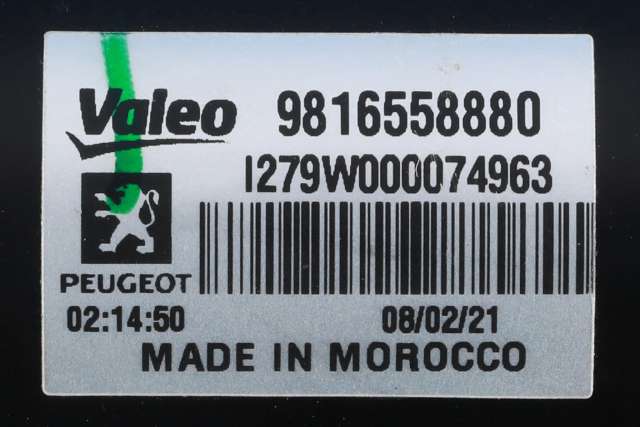 Valeo 9816558880
I279W000074963
PEUGEOT
02:14:50 08/02/21
MADE IN MOROCCO